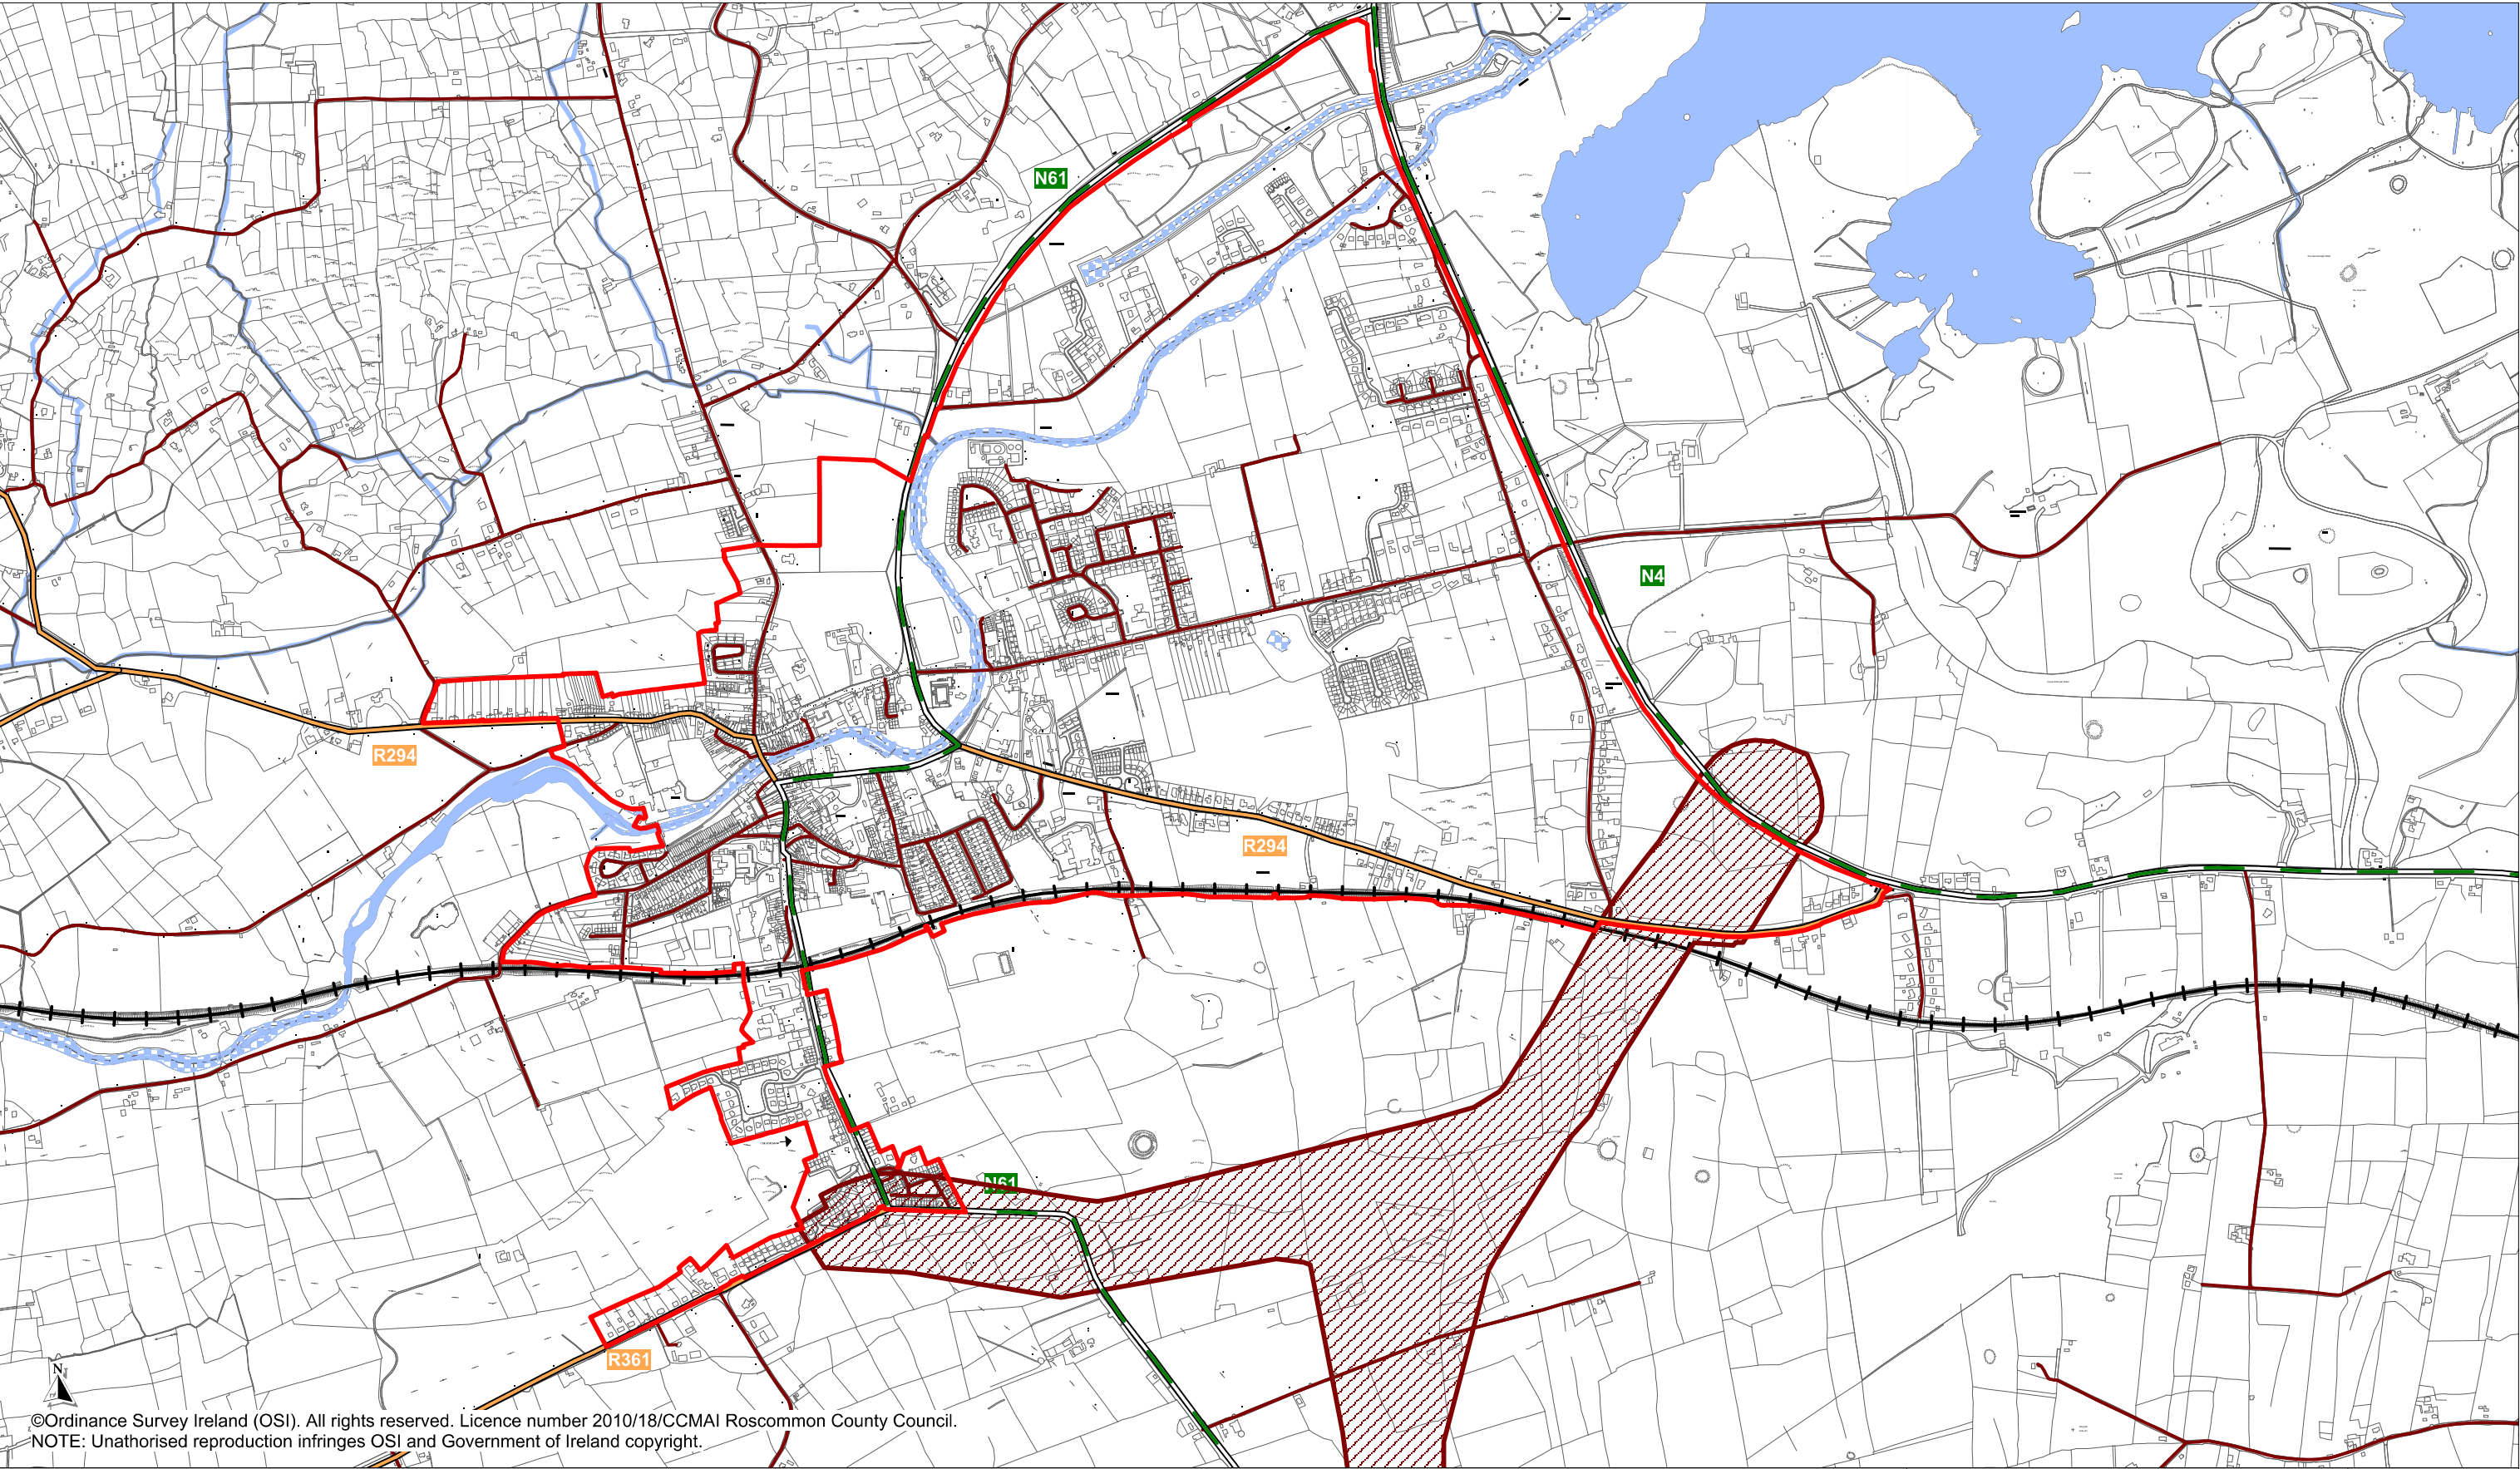 N61
N4
R294
R294
N61
R361
N
©Ordinance Survey Ireland (OSI). All rights reserved. Licence number 2010/18/CCMAI Roscommon County Council.
NOTE: Unathorised reproduction infringes OSI and Government of Ireland copyright.